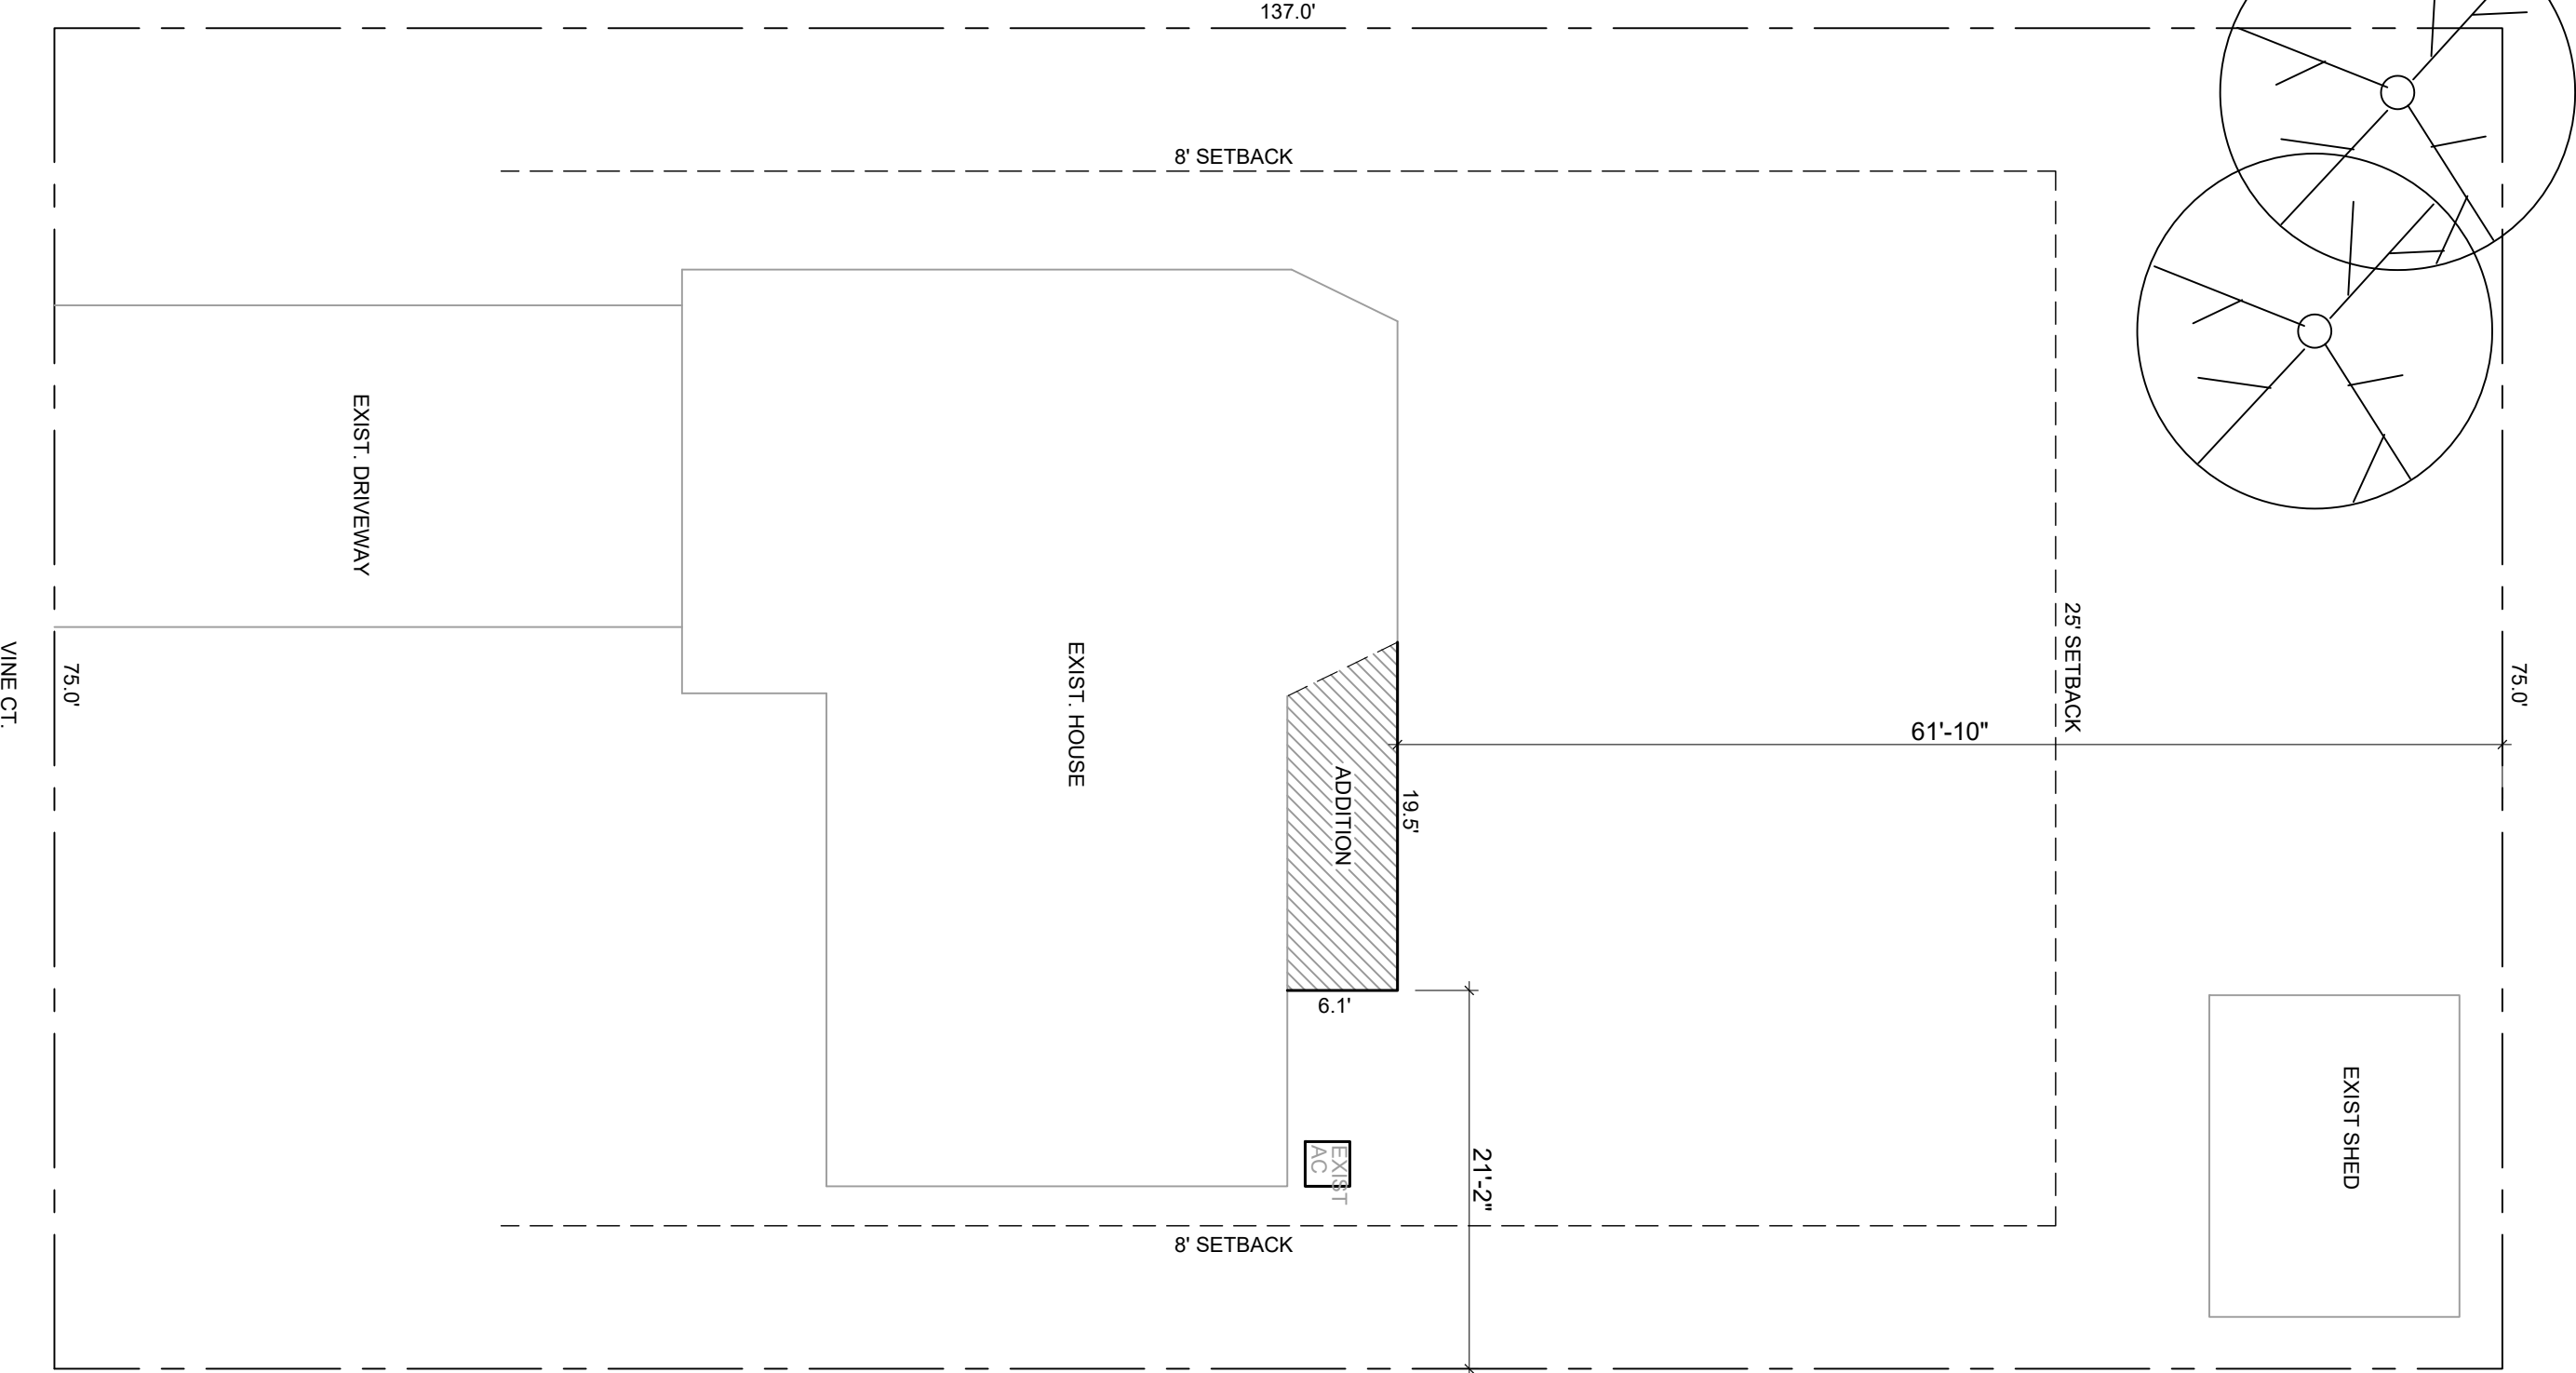 137.0'
8' SETBACK
EXIST. DRIVEWAY
25' SETBACK
75.0'
VINE CT.
75.0'
EXIST. HOUSE
61'-10"
ADDITION
19.5'
6.1'
EXIST
AC
21'-2"
EXIST SHED
8' SETBACK